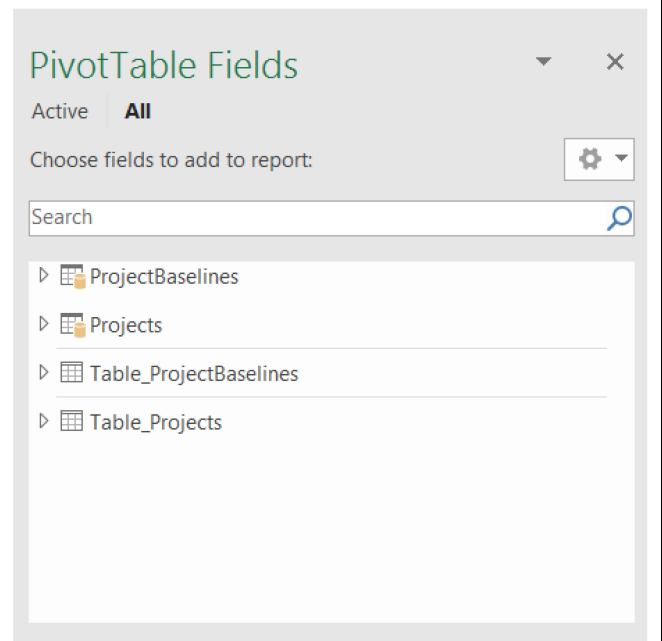 PivotTable Fields
Active All
Choose fields to add to report:
Search
ProjectBaselines
Projects
Table_ProjectBaselines
Table_Projects